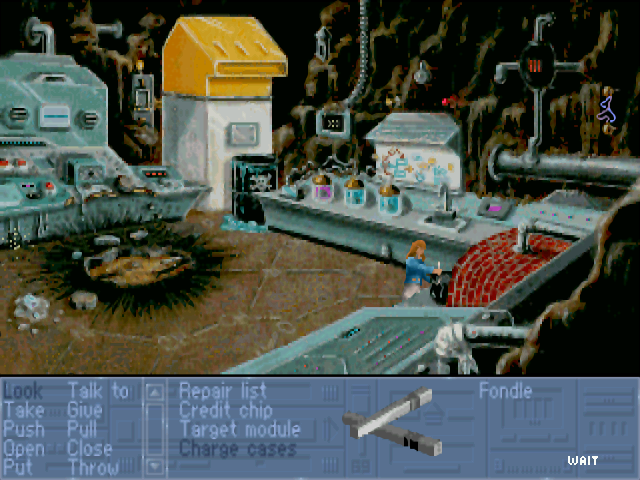 Look Talk to Repair list Fondle
Take Give Credit chip
Push Pull Target module
Open Close Charge cases
Put Throw
WAIT